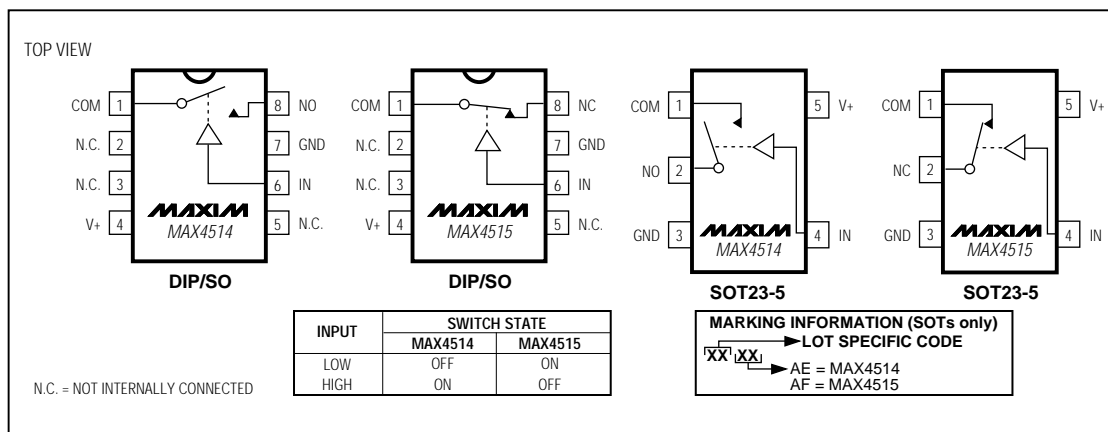 TOP VIEW
COM 1 8 NO
N.C. 2 7 GND
N.C. 3 6 IN
V+ 4 5 N.C.
MAXIM
MAX4514
DIP/SO
COM 1 8 NC
N.C. 2 7 GND
N.C. 3 6 IN
V+ 4 5 N.C.
MAXIM
MAX4515
DIP/SO
COM 1 5 V+
NO 2
GND 3 4 IN
MAXIM
MAX4514
SOT23-5
COM 1 5 V+
NC 2
GND 3 4 IN
MAXIM
MAX4515
SOT23-5
INPUT SWITCH STATE
MAX4514 MAX4515
LOW OFF ON
HIGH ON OFF
MARKING INFORMATION (SOTs only)
LOT SPECIFIC CODE
XX XX
AE = MAX4514
AF = MAX4515
N.C. = NOT INTERNALLY CONNECTED